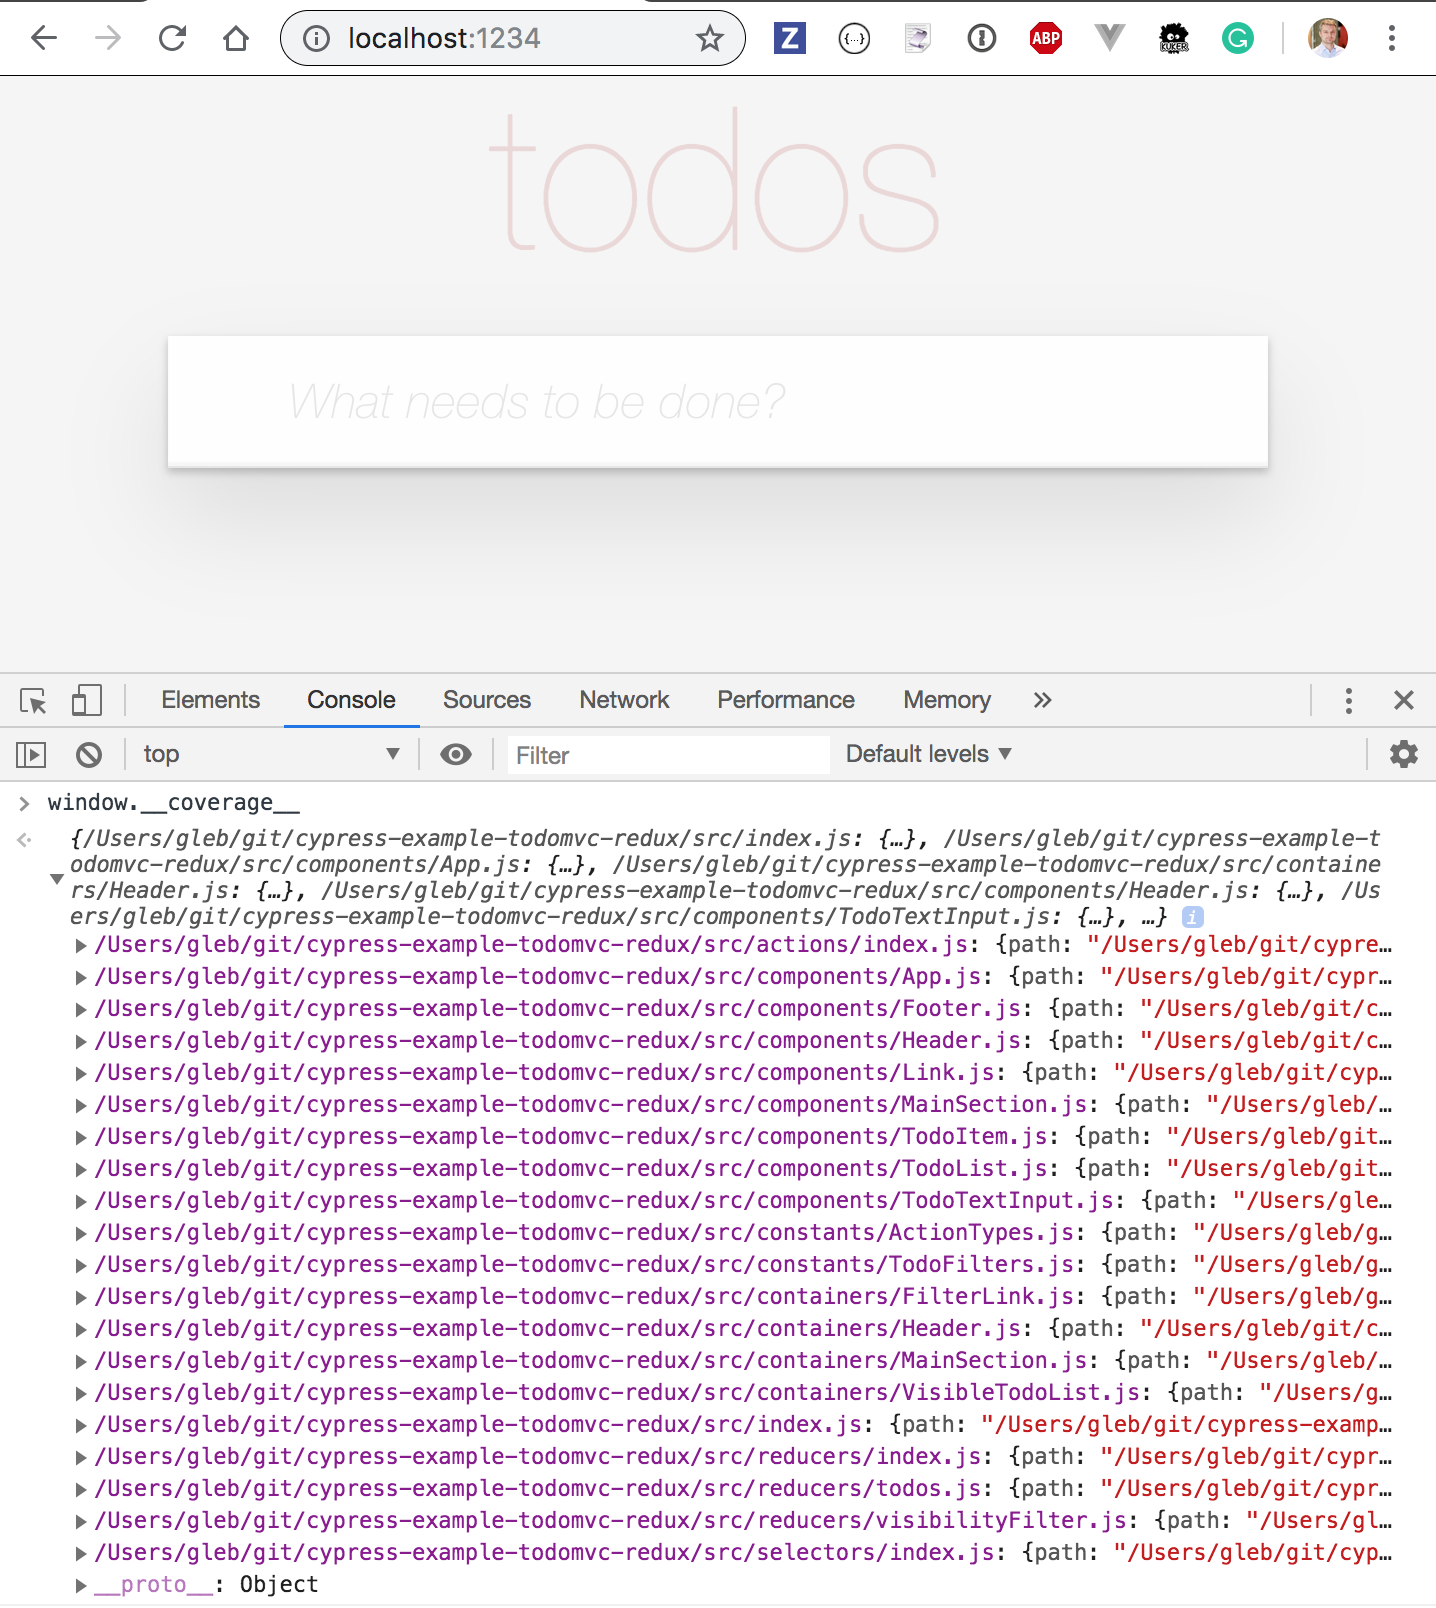 localhost:1234
Z
{...}
ABP
KUKER
G
todos
What needs to be done?
Elements Console Sources Network Performance Memory »
top Filter Default levels
> window.__coverage__
{/Users/gleb/git/cypress-example-todomvc-redux/src/index.js: {…}, /Users/gleb/git/cypress-example-t
odomvc-redux/src/components/App.js: {…}, /Users/gleb/git/cypress-example-todomvc-redux/src/containe
rs/Header.js: {…}, /Users/gleb/git/cypress-example-todomvc-redux/src/components/Header.js: {…}, /Us
ers/gleb/git/cypress-example-todomvc-redux/src/components/TodoTextInput.js: {…}, …} i
/Users/gleb/git/cypress-example-todomvc-redux/src/actions/index.js: {path: "/Users/gleb/git/cypre…
/Users/gleb/git/cypress-example-todomvc-redux/src/components/App.js: {path: "/Users/gleb/git/cypr…
/Users/gleb/git/cypress-example-todomvc-redux/src/components/Footer.js: {path: "/Users/gleb/git/c…
/Users/gleb/git/cypress-example-todomvc-redux/src/components/Header.js: {path: "/Users/gleb/git/c…
/Users/gleb/git/cypress-example-todomvc-redux/src/components/Link.js: {path: "/Users/gleb/git/cyp…
/Users/gleb/git/cypress-example-todomvc-redux/src/components/MainSection.js: {path: "/Users/gleb/…
/Users/gleb/git/cypress-example-todomvc-redux/src/components/TodoItem.js: {path: "/Users/gleb/git…
/Users/gleb/git/cypress-example-todomvc-redux/src/components/TodoList.js: {path: "/Users/gleb/git…
/Users/gleb/git/cypress-example-todomvc-redux/src/components/TodoTextInput.js: {path: "/Users/gle…
/Users/gleb/git/cypress-example-todomvc-redux/src/constants/ActionTypes.js: {path: "/Users/gleb/g…
/Users/gleb/git/cypress-example-todomvc-redux/src/constants/TodoFilters.js: {path: "/Users/gleb/g…
/Users/gleb/git/cypress-example-todomvc-redux/src/containers/FilterLink.js: {path: "/Users/gleb/g…
/Users/gleb/git/cypress-example-todomvc-redux/src/containers/Header.js: {path: "/Users/gleb/git/c…
/Users/gleb/git/cypress-example-todomvc-redux/src/containers/MainSection.js: {path: "/Users/gleb/…
/Users/gleb/git/cypress-example-todomvc-redux/src/containers/VisibleTodoList.js: {path: "/Users/g…
/Users/gleb/git/cypress-example-todomvc-redux/src/index.js: {path: "/Users/gleb/git/cypress-examp…
/Users/gleb/git/cypress-example-todomvc-redux/src/reducers/index.js: {path: "/Users/gleb/git/cypr…
/Users/gleb/git/cypress-example-todomvc-redux/src/reducers/todos.js: {path: "/Users/gleb/git/cypr…
/Users/gleb/git/cypress-example-todomvc-redux/src/reducers/visibilityFilter.js: {path: "/Users/gl…
/Users/gleb/git/cypress-example-todomvc-redux/src/selectors/index.js: {path: "/Users/gleb/git/cyp…
__proto__: Object